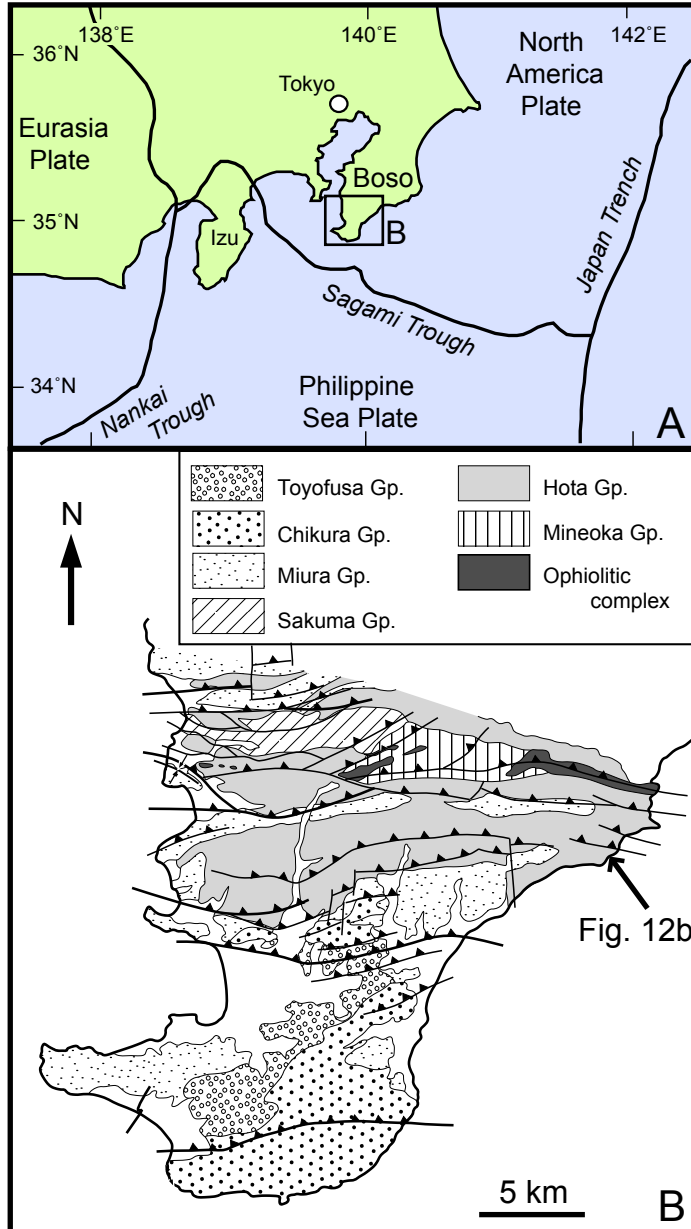 138°E
140°E
142°E
36°N
North
America
Plate
Tokyo
Eurasia
Plate
Boso
35°N
Izu
B
Japan Trench
Sagami Trough
34°N
Nankai
Trough
Philippine
Sea Plate
A
N
Toyofusa Gp.
Chikura Gp.
Miura Gp.
Sakuma Gp.
Hota Gp.
Mineoka Gp.
Ophiolitic
complex
Fig. 12b
5 km
B